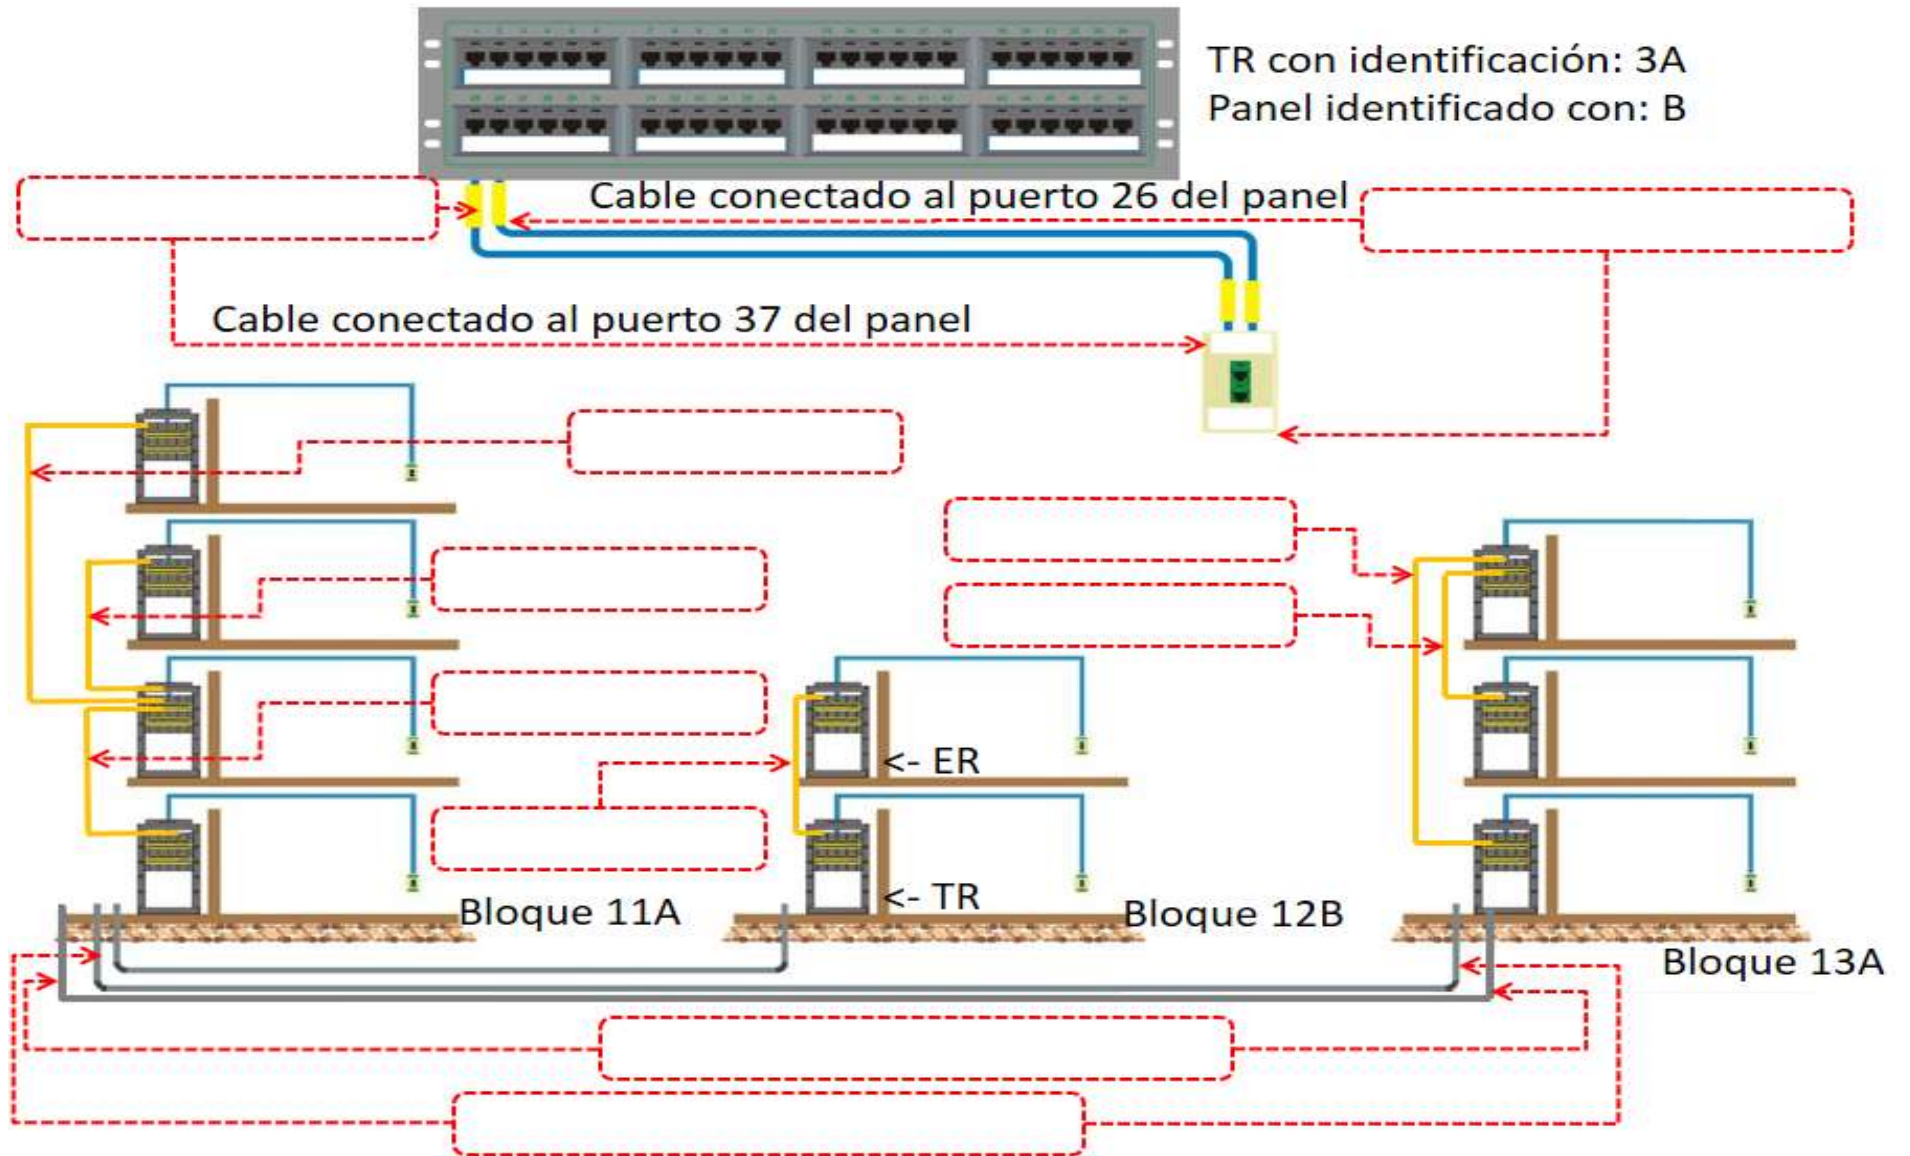 TR con identificación: 3A
Panel identificado con: B
Cable conectado al puerto 26 del panel
Cable conectado al puerto 37 del panel
<- ER
<- TR
Bloque 11A
Bloque 12B
Bloque 13A